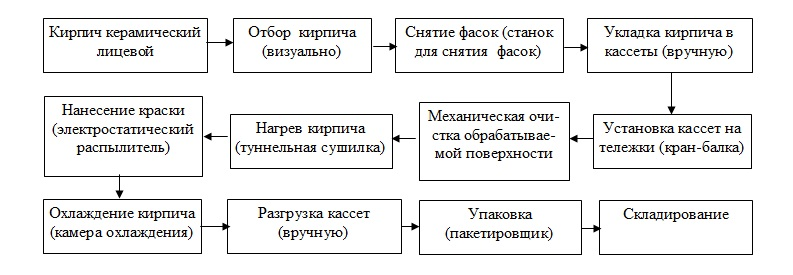 Кирпич керамический
лицевой
Отбор кирпича
(визуально)
Снятие фасок (станок
для снятия фасок)
Укладка кирпича в
кассеты (вручную)
Установка кассет на
тележки (кран-балка)
Механическая очи-
стка обрабатывае-
мой поверхности
Нагрев кирпича
(туннельная сушилка)
Нанесение краски
(электростатический
распылитель)
Охлаждение кирпича
(камера охлаждения)
Разгрузка кассет
(вручную)
Упаковка
(пакетировщик)
Складирование